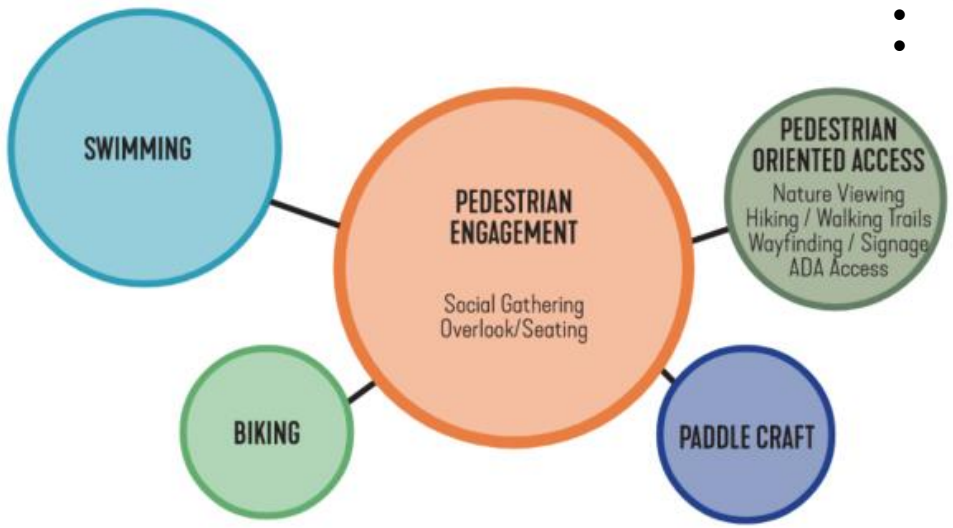 SWIMMING
PEDESTRIAN
ENGAGEMENT
Social Gathering
Overlook/Seating
PEDESTRIAN
ORIENTED ACCESS
Nature Viewing
Hiking / Walking Trails
Wayfinding / Signage
ADA Access
BIKING
PADDLE CRAFT